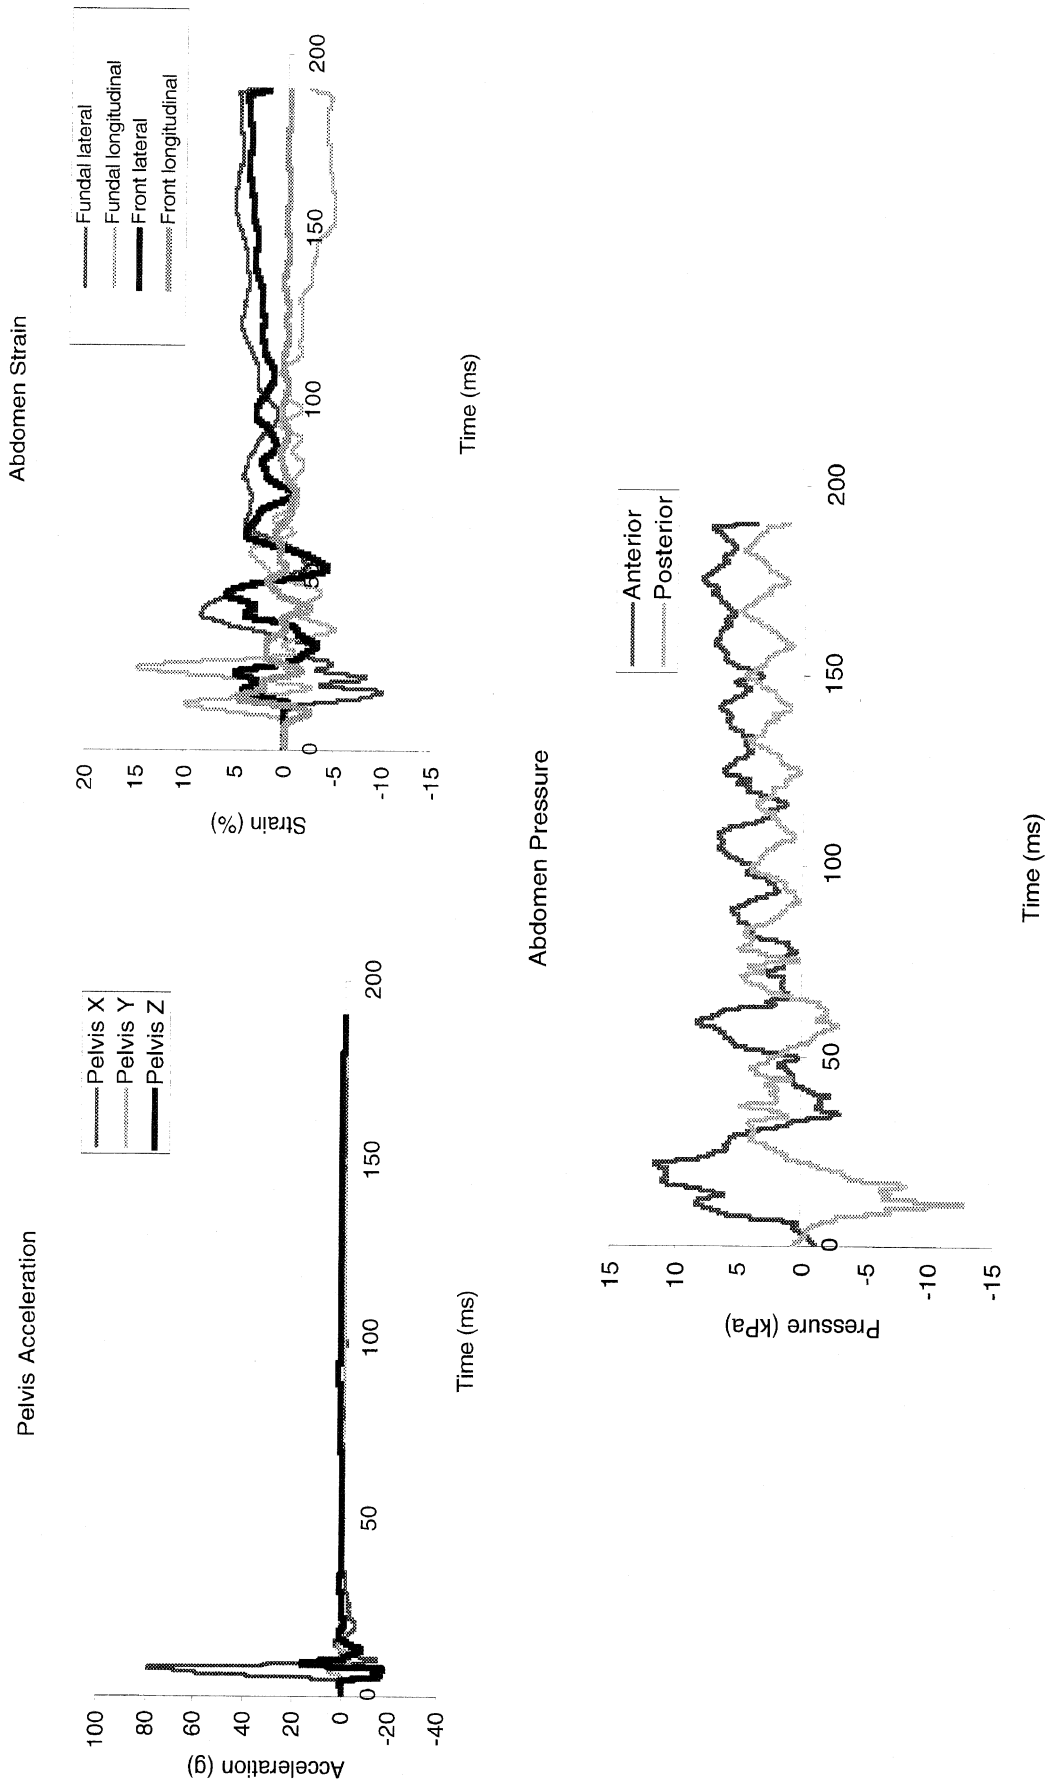 Pelvis Acceleration
Acceleration (g)
100
80
60
40
20
0
-20
-40
0
50
100
150
200
Time (ms)
Pelvis X
Pelvis Y
Pelvis Z
Abdomen Strain
Strain (%)
20
15
10
5
0
-5
-10
-15
0
50
100
150
200
Time (ms)
Fundal lateral
Fundal longitudinal
Front lateral
Front longitudinal
Abdomen Pressure
Pressure (kPa)
15
10
5
0
-5
-10
-15
0
50
100
150
200
Time (ms)
Anterior
Posterior